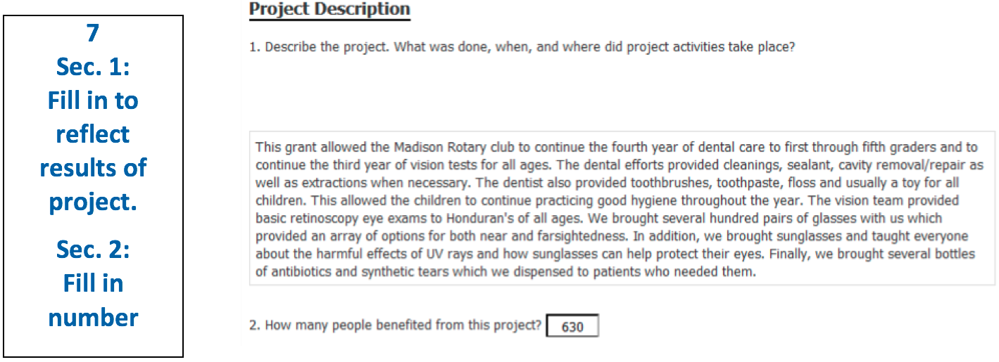 7
Sec. 1:
Fill in to
reflect
results of
project.
Sec. 2:
Fill in
number
Project Description
1. Describe the project. What was done, when, and where did project activities take place?
This grant allowed the Madison Rotary club to continue the fourth year of dental care to first through fifth graders and to
continue the third year of vision tests for all ages. The dental efforts provided cleanings, sealant, cavity removal/repair as
well as extractions when necessary. The dentist also provided toothbrushes, toothpaste, floss and usually a toy for all
children. This allowed the children to continue practicing good hygiene throughout the year. The vision team provided
basic retinoscopy eye exams to Honduran's of all ages. We brought several hundred pairs of glasses with us which
provided an array of options for both near and farsightedness. In addition, we brought sunglasses and taught everyone
about the harmful effects of UV rays and how sunglasses can help protect their eyes. Finally, we brought several bottles
of antibiotics and synthetic tears which we dispensed to patients who needed them.
2. How many people benefited from this project? 630